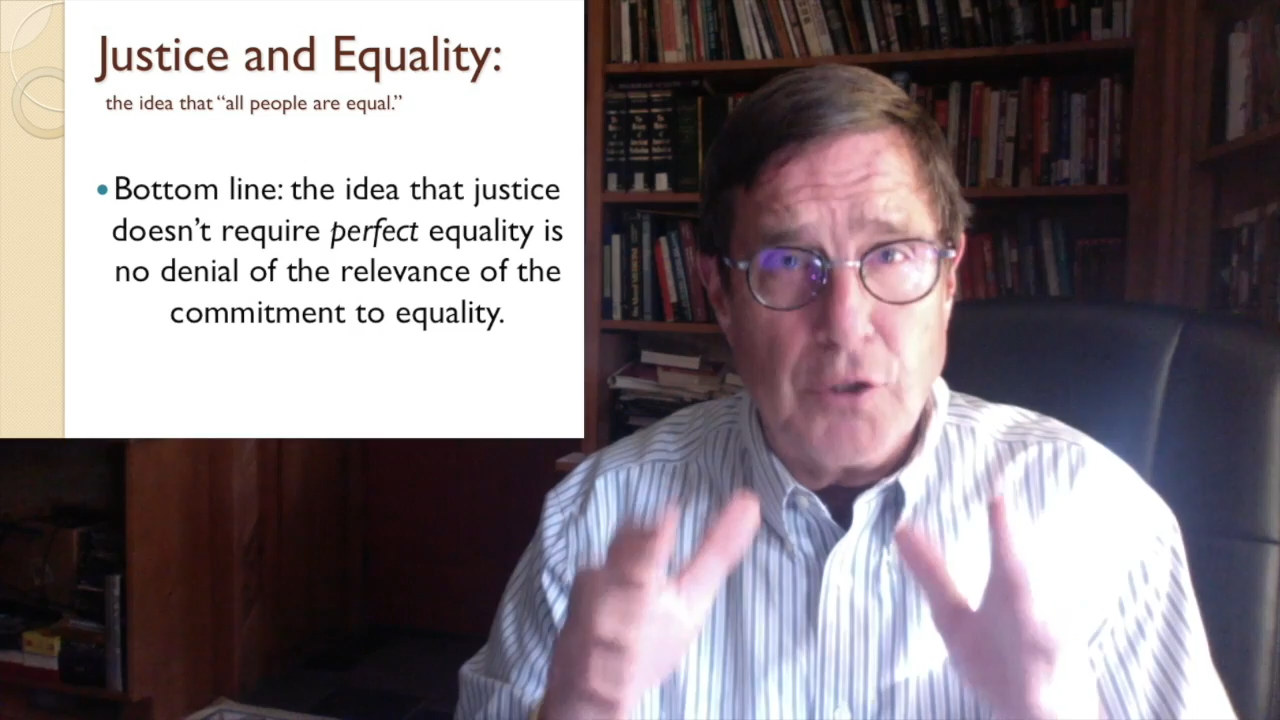 Justice and Equality:
the idea that “all people are equal.”
•Bottom line: the idea that justice
doesn’t require perfect equality is
no denial of the relevance of the
commitment to equality.